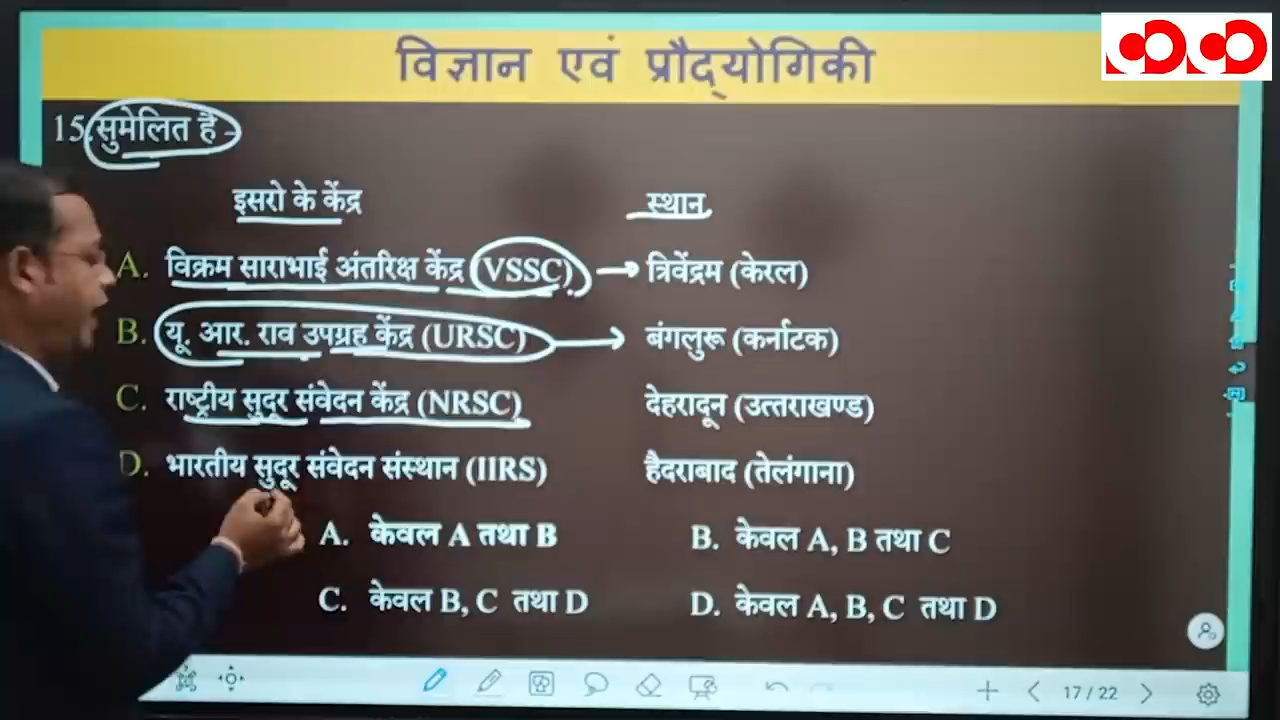 विज्ञान एवं प्रौद्योगिकी
15. सुमेलित हैं -
इसरो के केंद्र स्थान
A. विक्रम साराभाई अंतरिक्ष केंद्र (VSSC) त्रिवेंद्रम (केरल)
B. यू. आर. राव उपग्रह केंद्र (URSC) बंगलुरू (कर्नाटक)
C. राष्ट्रीय सुदूर संवेदन केंद्र (NRSC) देहरादून (उत्तराखण्ड)
D. भारतीय सुदूर संवेदन संस्थान (IIRS) हैदराबाद (तेलंगाना)
A. केवल A तथा B B. केवल A, B तथा C
C. केवल B, C तथा D D. केवल A, B, C तथा D
17 / 22